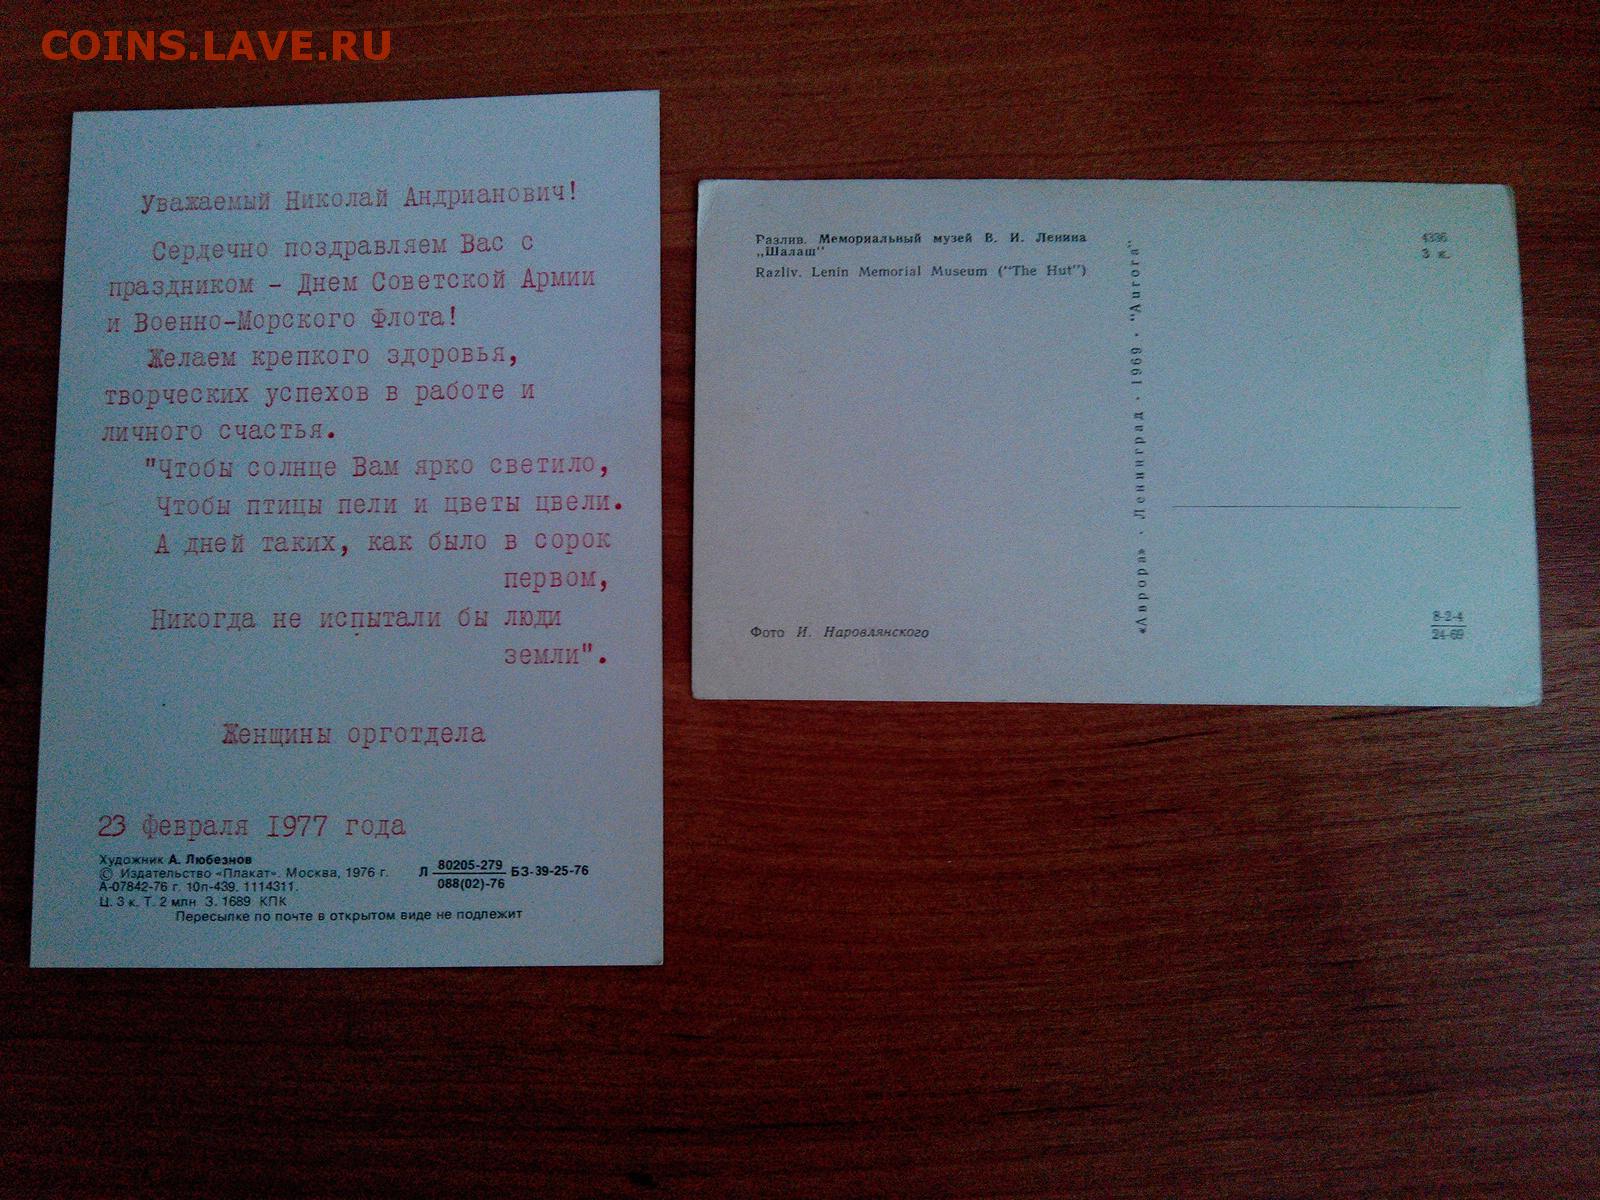 COINS.LAVE.RU
Уважаемый Николай Андрианович!
Сердечно поздравляем Вас с
праздником - Днем Советской Армии
и Военно-Морского Флота!
Желаем крепкого здоровья,
творческих успехов в работе и
личного счастья.
"Чтобы солнце Вам ярко светило,
Чтобы птицы пели и цветы цвели.
А дней таких, как было в сорок
первом,
Никогда не испытали бы люди
земли".
Женщины орготдела
23 февраля 1977 года
Художник А. Любезнов
© Издательство «Плакат». Москва, 1976 г.
А-07842-76 г. 10п-439. 1114311.
Ц. 3 к. Т. 2 млн З. 1689 КПК
Л 80205-279 БЗ-39-25-76
088(02)-76
Пересылке по почте в открытом виде не подлежит
Разлив. Мемориальный музей В. И. Ленина
„Шалаш"
Razliv. Lenin Memorial Museum ("The Hut")
Фото И. Наровлянского
«Аврора» · Ленинград · 1969 · "Aurora"
4336
3 к.
8-2-4
24-69